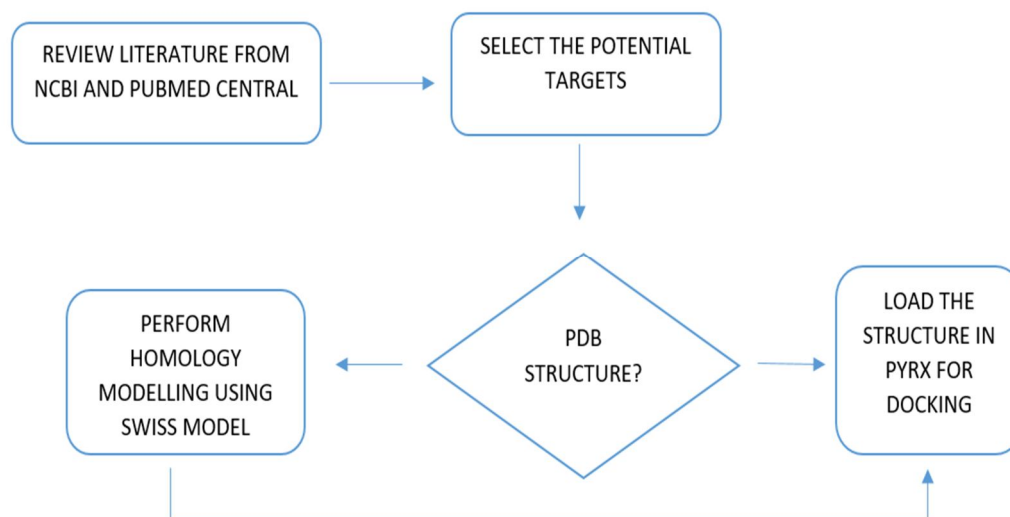 REVIEW LITERATURE FROM
NCBI AND PUBMED CENTRAL
SELECT THE POTENTIAL
TARGETS
PDB
STRUCTURE?
PERFORM
HOMOLOGY
MODELLING USING
SWISS MODEL
LOAD THE
STRUCTURE IN
PYRX FOR
DOCKING